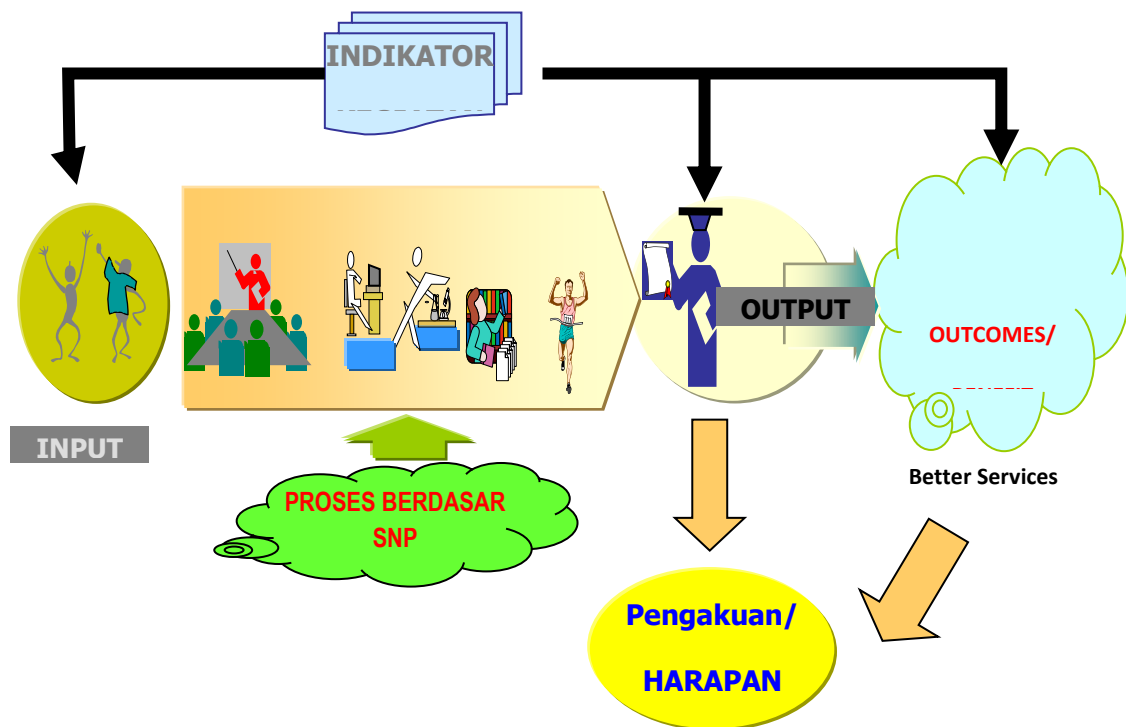 INDIKATOR
INPUT
PROSES BERDASAR
SNP
OUTPUT
OUTCOMES/
Better Services
Pengakuan/
HARAPAN